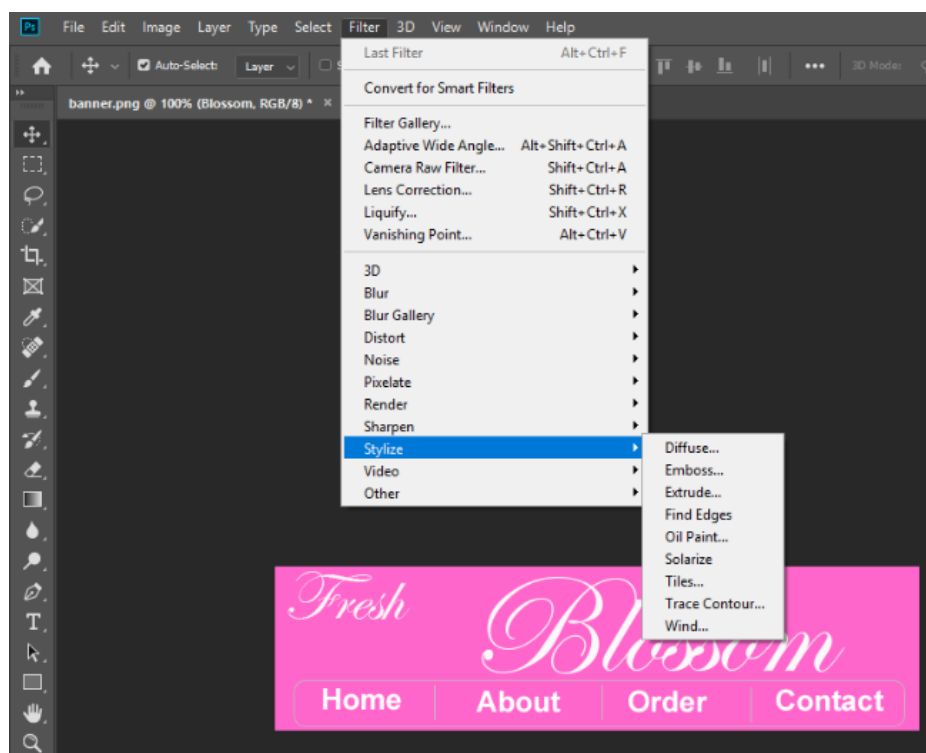 Ps File Edit Image Layer Type Select Filter 3D View Window Help
Auto-Select: Layer 3D Mode:
banner.png @ 100% (Blossom, RGB/8) * ×
Last Filter Alt+Ctrl+F
Convert for Smart Filters
Filter Gallery...
Adaptive Wide Angle... Alt+Shift+Ctrl+A
Camera Raw Filter... Shift+Ctrl+A
Lens Correction... Shift+Ctrl+R
Liquify... Shift+Ctrl+X
Vanishing Point... Alt+Ctrl+V
3D
Blur
Blur Gallery
Distort
Noise
Pixelate
Render
Sharpen
Stylize
Video
Other
Diffuse...
Emboss...
Extrude...
Find Edges
Oil Paint...
Solarize
Tiles...
Trace Contour...
Wind...
Fresh
Blossom
Home About Order Contact